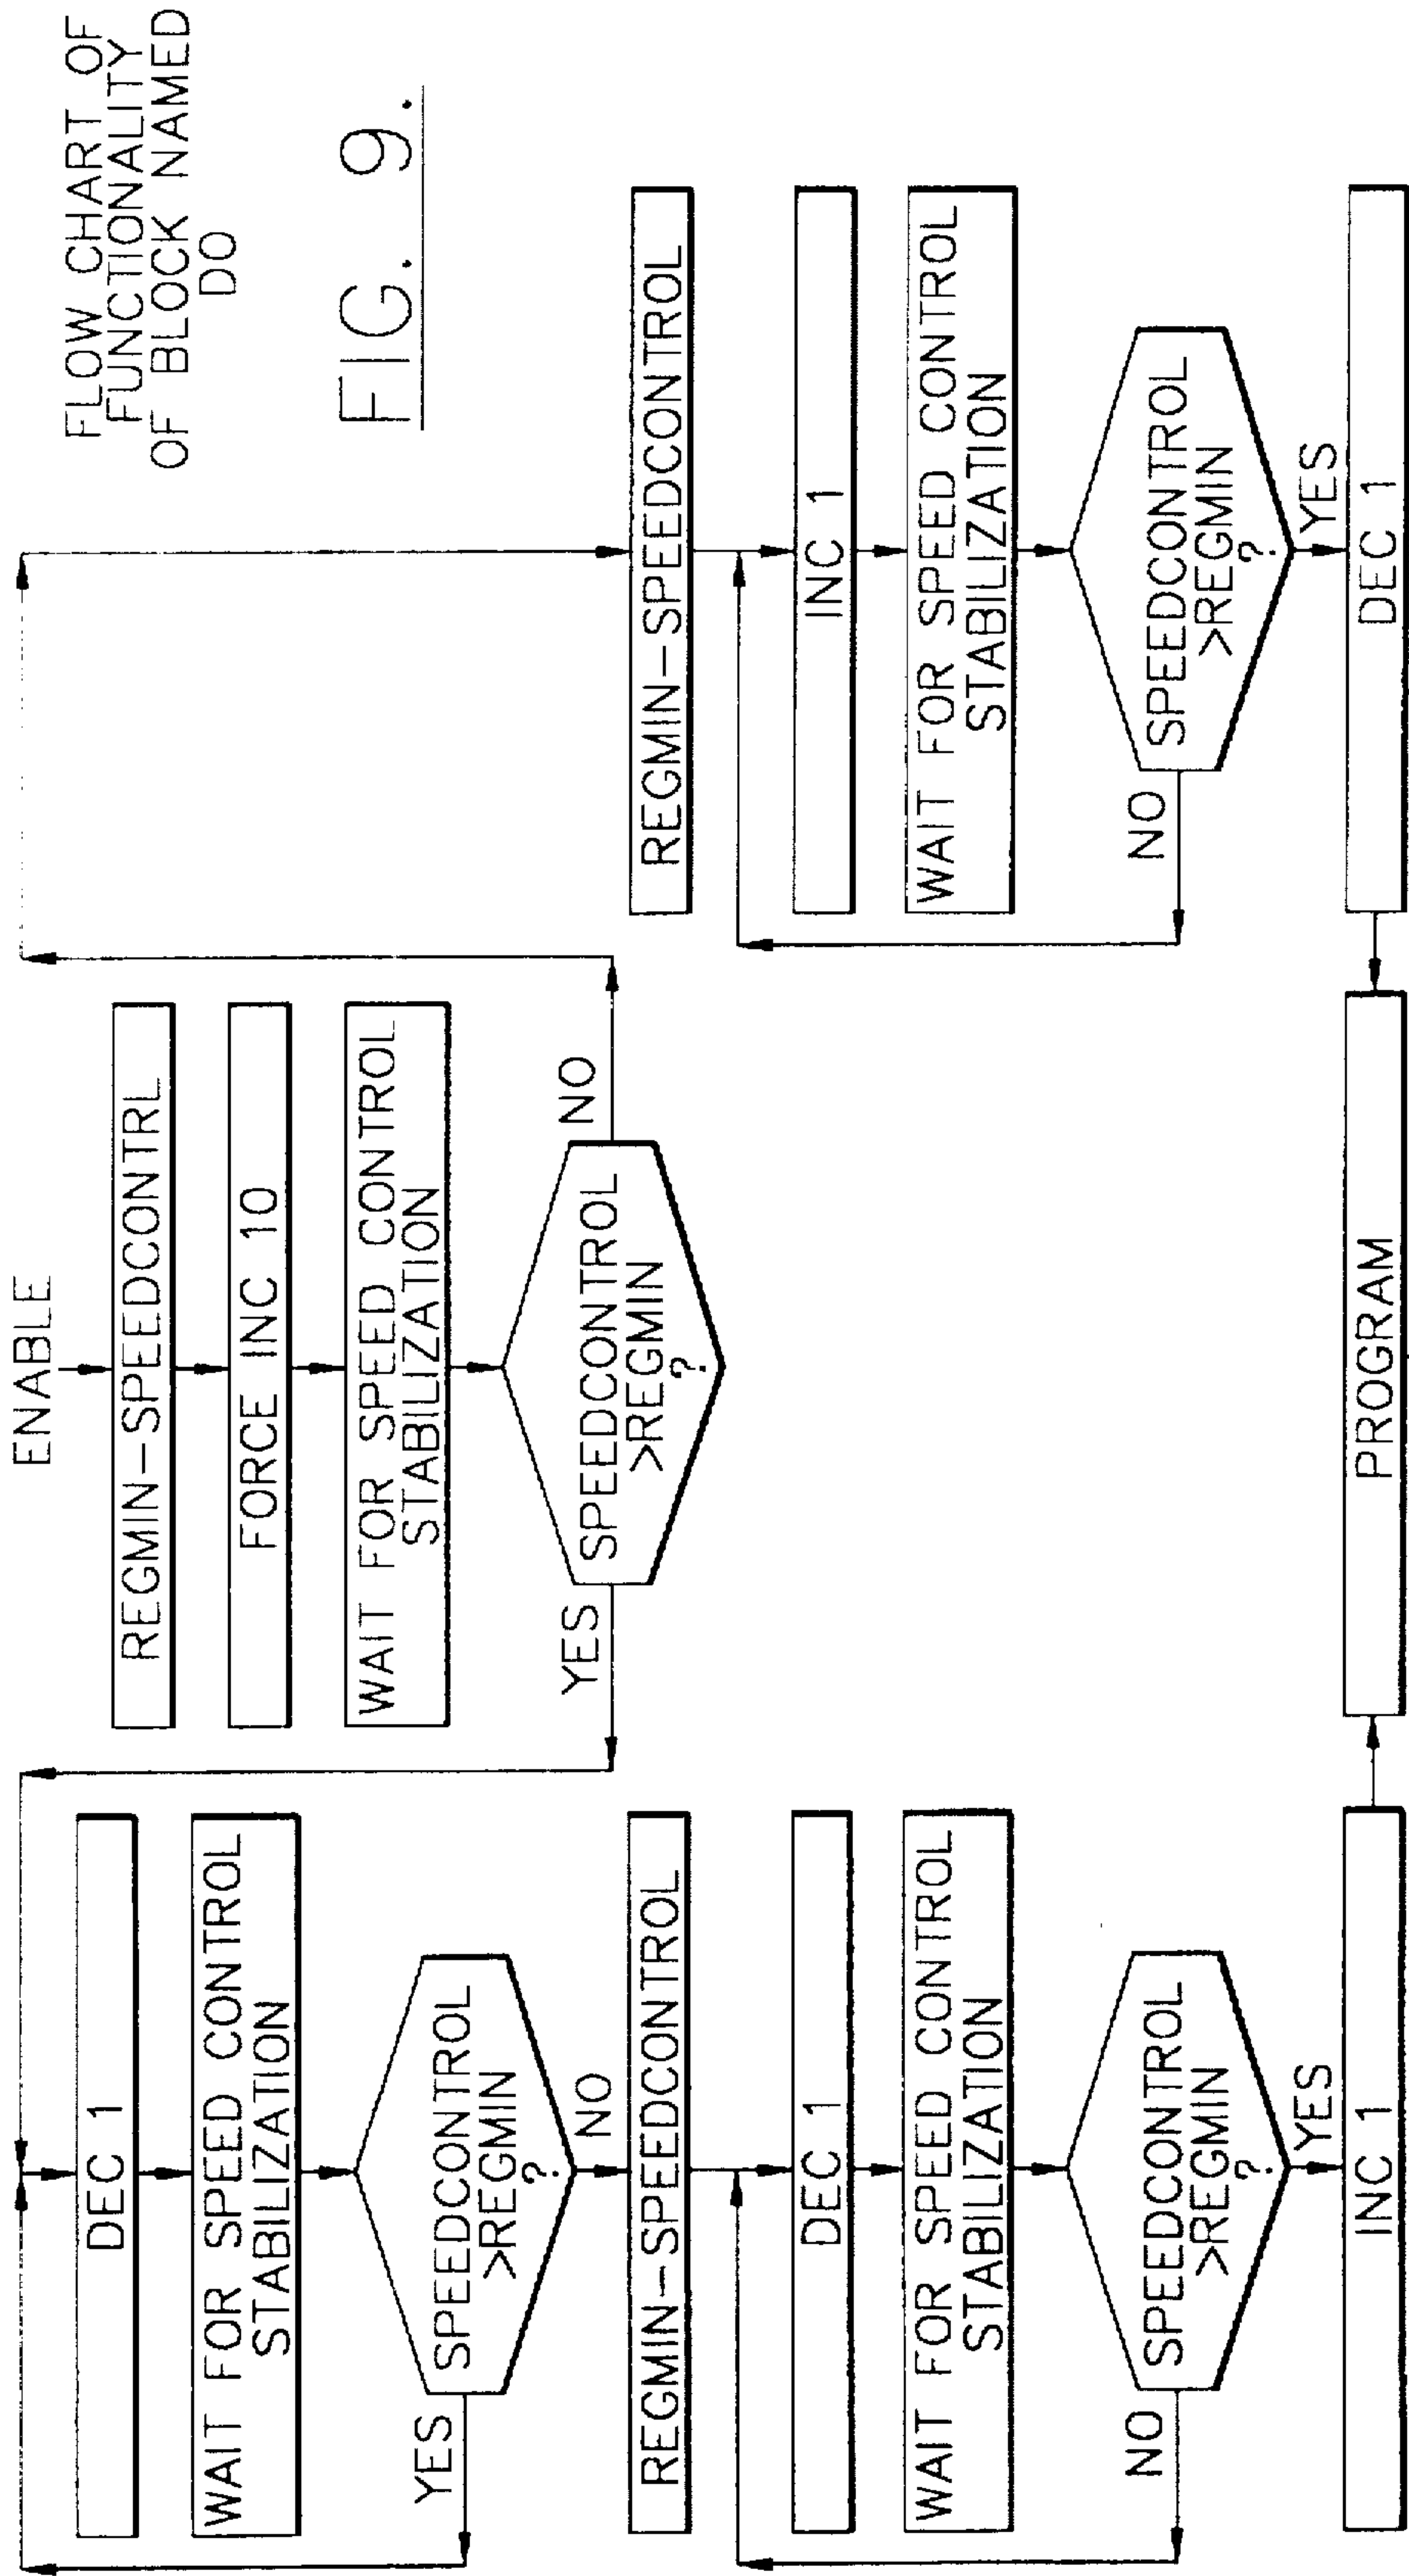 FLOW CHART OF
FUNCTIONALITY
OF BLOCK NAMED
DO
FIG. 9.
ENABLE
REGMIN-SPEEDCONTRL
FORCE INC 10
WAIT FOR SPEED CONTROL
STABILIZATION
SPEEDCONTROL
>REGMIN
?
YES
NO
DEC 1
WAIT FOR SPEED CONTROL
STABILIZATION
SPEEDCONTROL
>REGMIN
?
YES
NO
REGMIN-SPEEDCONTROL
DEC 1
WAIT FOR SPEED CONTROL
STABILIZATION
SPEEDCONTROL
>REGMIN
?
NO
YES
INC 1
REGMIN-SPEEDCONTROL
INC 1
WAIT FOR SPEED CONTROL
STABILIZATION
SPEEDCONTROL
>REGMIN
?
NO
YES
DEC 1
PROGRAM